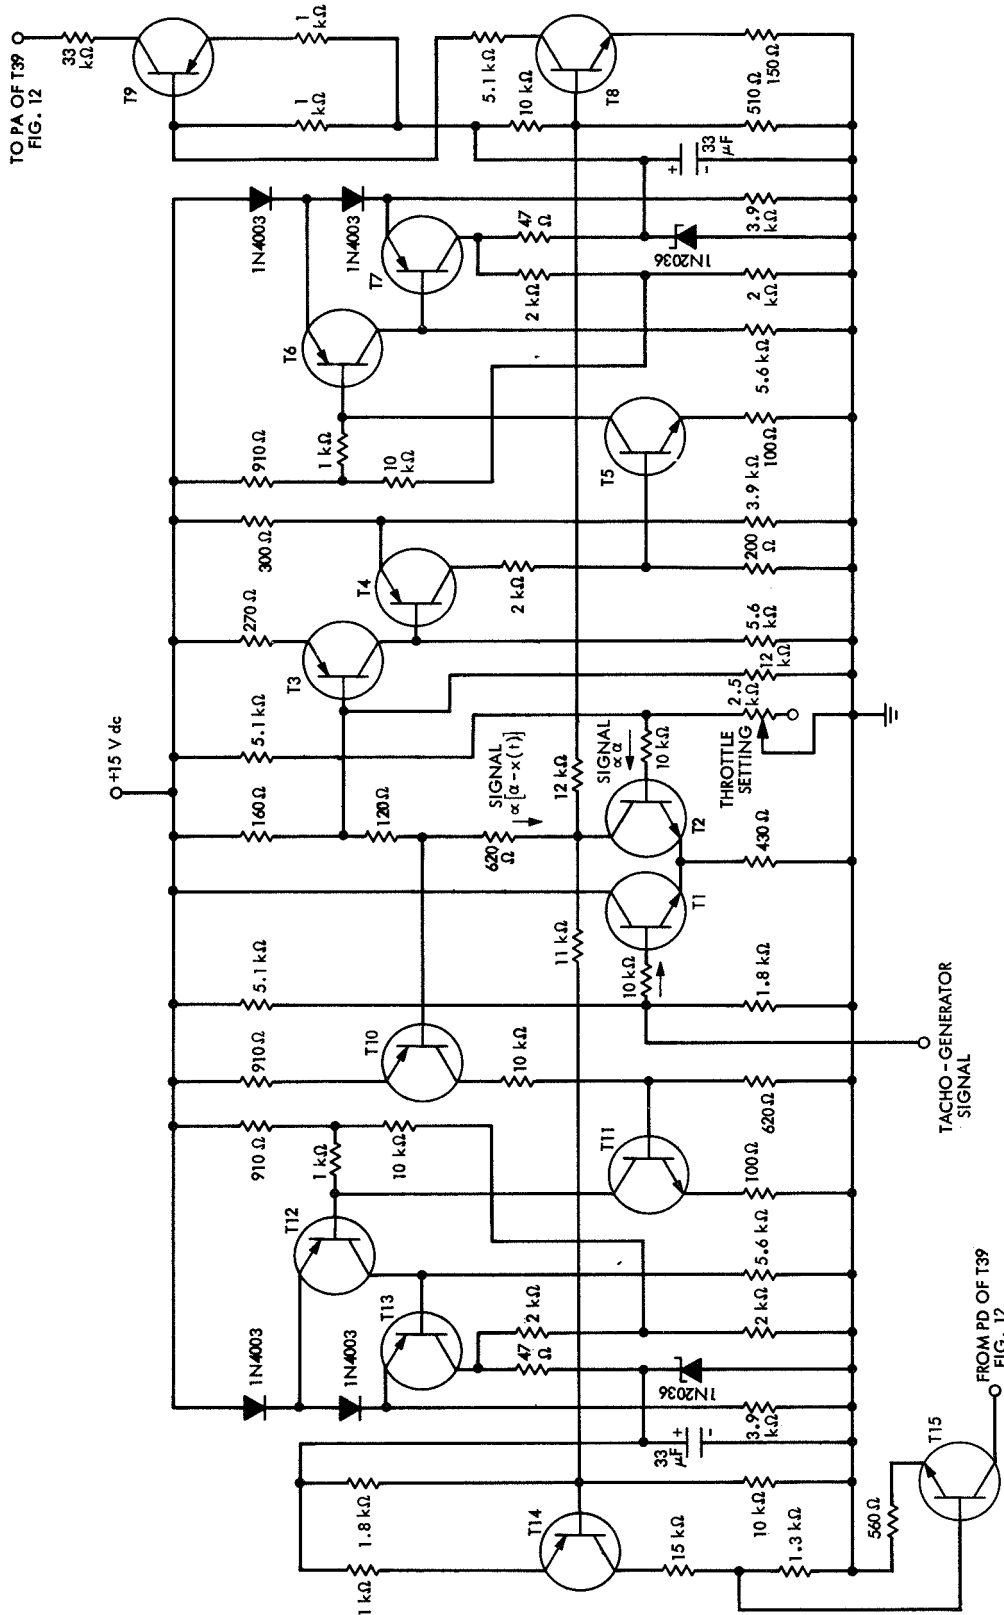 TO PA OF T39
FIG. 12
33
kΩ
T9
1
kΩ
1
kΩ
5.1 kΩ
10 kΩ
T8
510 Ω
150 Ω
33
µF
+
-
1N4003
1N4003
T7
47
Ω
2 kΩ
1N2036
3.9
kΩ
2
kΩ
T6
5.6 kΩ
910 Ω
1 kΩ
10
kΩ
T5
100 Ω
300 Ω
3.9 kΩ
T4
2 kΩ
200
Ω
270 Ω
T3
5.6
kΩ
12
kΩ
+15 V dc
5.1 kΩ
2.5
kΩ
THROTTLE
SETTING
160 Ω
120 Ω
SIGNAL
∝ [α - x(t)]
620
Ω
12 kΩ
SIGNAL
∝ α
10 kΩ
T2
430 Ω
T1
11 kΩ
10 kΩ
5.1 kΩ
1.8 kΩ
TACHO - GENERATOR
SIGNAL
910 Ω
T10
10 kΩ
620 Ω
T11
100 Ω
910 Ω
1 kΩ
10 kΩ
T12
5.6 kΩ
T13
2 kΩ
47
Ω
2 kΩ
1N4003
1N4003
1N2036
3.9
kΩ
33
µF
+
-
1.8 kΩ
1 kΩ
T14
10 kΩ
15 kΩ
1.3 kΩ
560 Ω
T15
FROM PD OF T39
FIG. 12